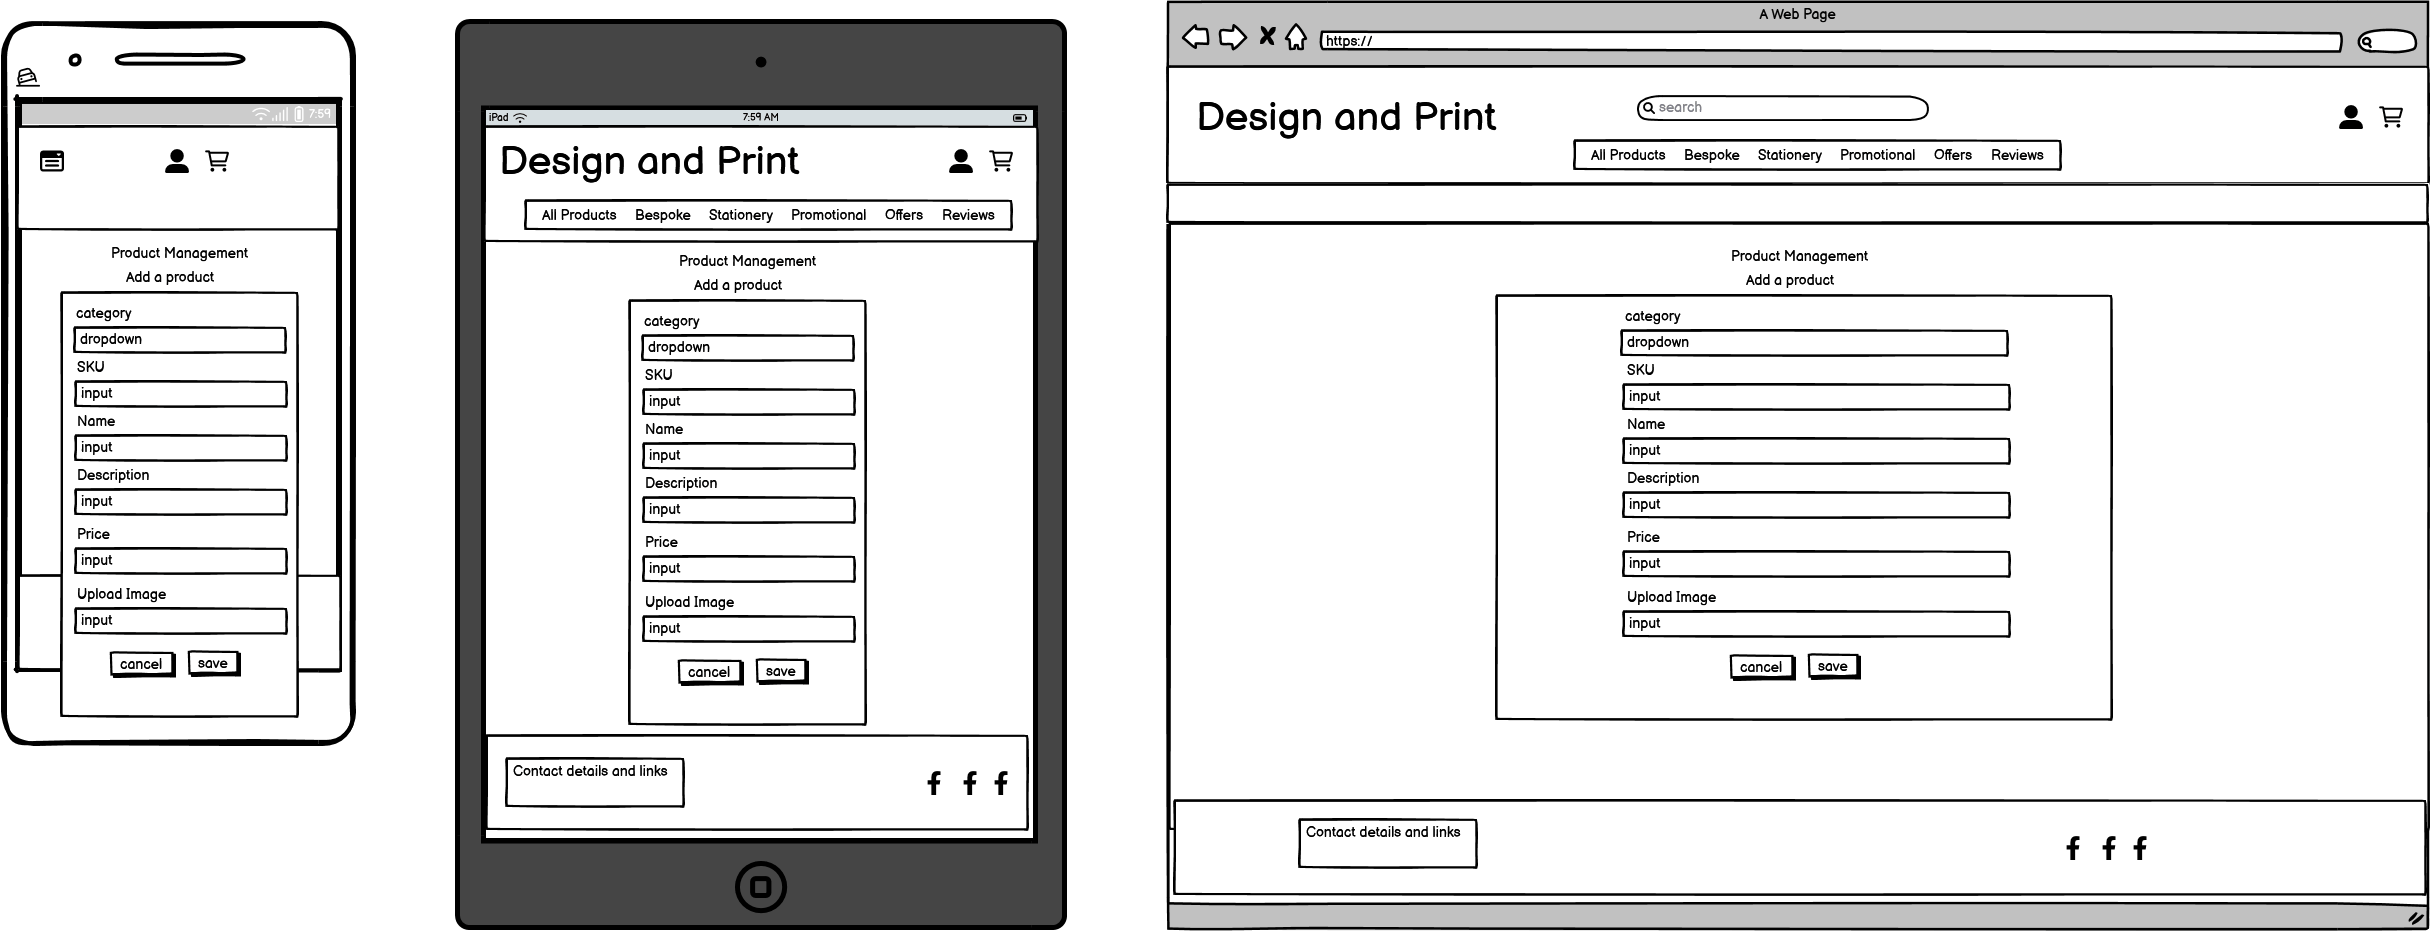 7:59
Product Management
Add a product
category
dropdown
SKU
input
Name
input
Description
input
Price
input
Upload Image
input
cancel save
iPad 7:59 AM
Design and Print
All Products Bespoke Stationery Promotional Offers Reviews
Product Management
Add a product
category
dropdown
SKU
input
Name
input
Description
input
Price
input
Upload Image
input
cancel save
Contact details and links
A Web Page
https://
Design and Print
search
All Products Bespoke Stationery Promotional Offers Reviews
Product Management
Add a product
category
dropdown
SKU
input
Name
input
Description
input
Price
input
Upload Image
input
cancel save
Contact details and links